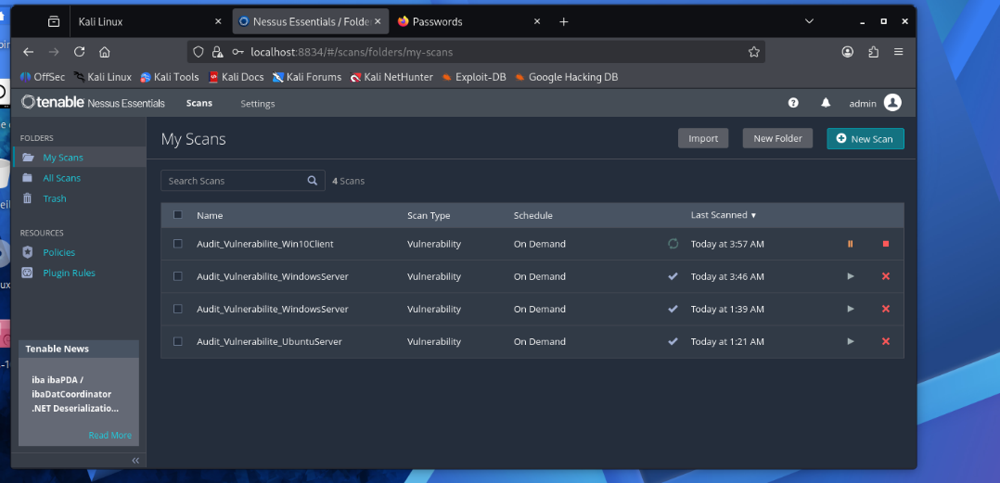 Kali Linux
Nessus Essentials / Folde
Passwords
localhost:8834/#/scans/folders/my-scans
OffSec Kali Linux Kali Tools Kali Docs Kali Forums Kali NetHunter Exploit-DB Google Hacking DB
tenable Nessus Essentials Scans Settings admin
FOLDERS
My Scans
All Scans
Trash
RESOURCES
Policies
Plugin Rules
Tenable News
iba ibaPDA /
ibaDatCoordinator
.NET Deserializatio...
Read More
My Scans Import New Folder New Scan
Search Scans 4 Scans
Name Scan Type Schedule Last Scanned ▼
Audit_Vulnerabilite_Win10Client Vulnerability On Demand Today at 3:57 AM
Audit_Vulnerabilite_WindowsServer Vulnerability On Demand Today at 3:46 AM
Audit_Vulnerabilite_WindowsServer Vulnerability On Demand Today at 1:39 AM
Audit_Vulnerabilite_UbuntuServer Vulnerability On Demand Today at 1:21 AM